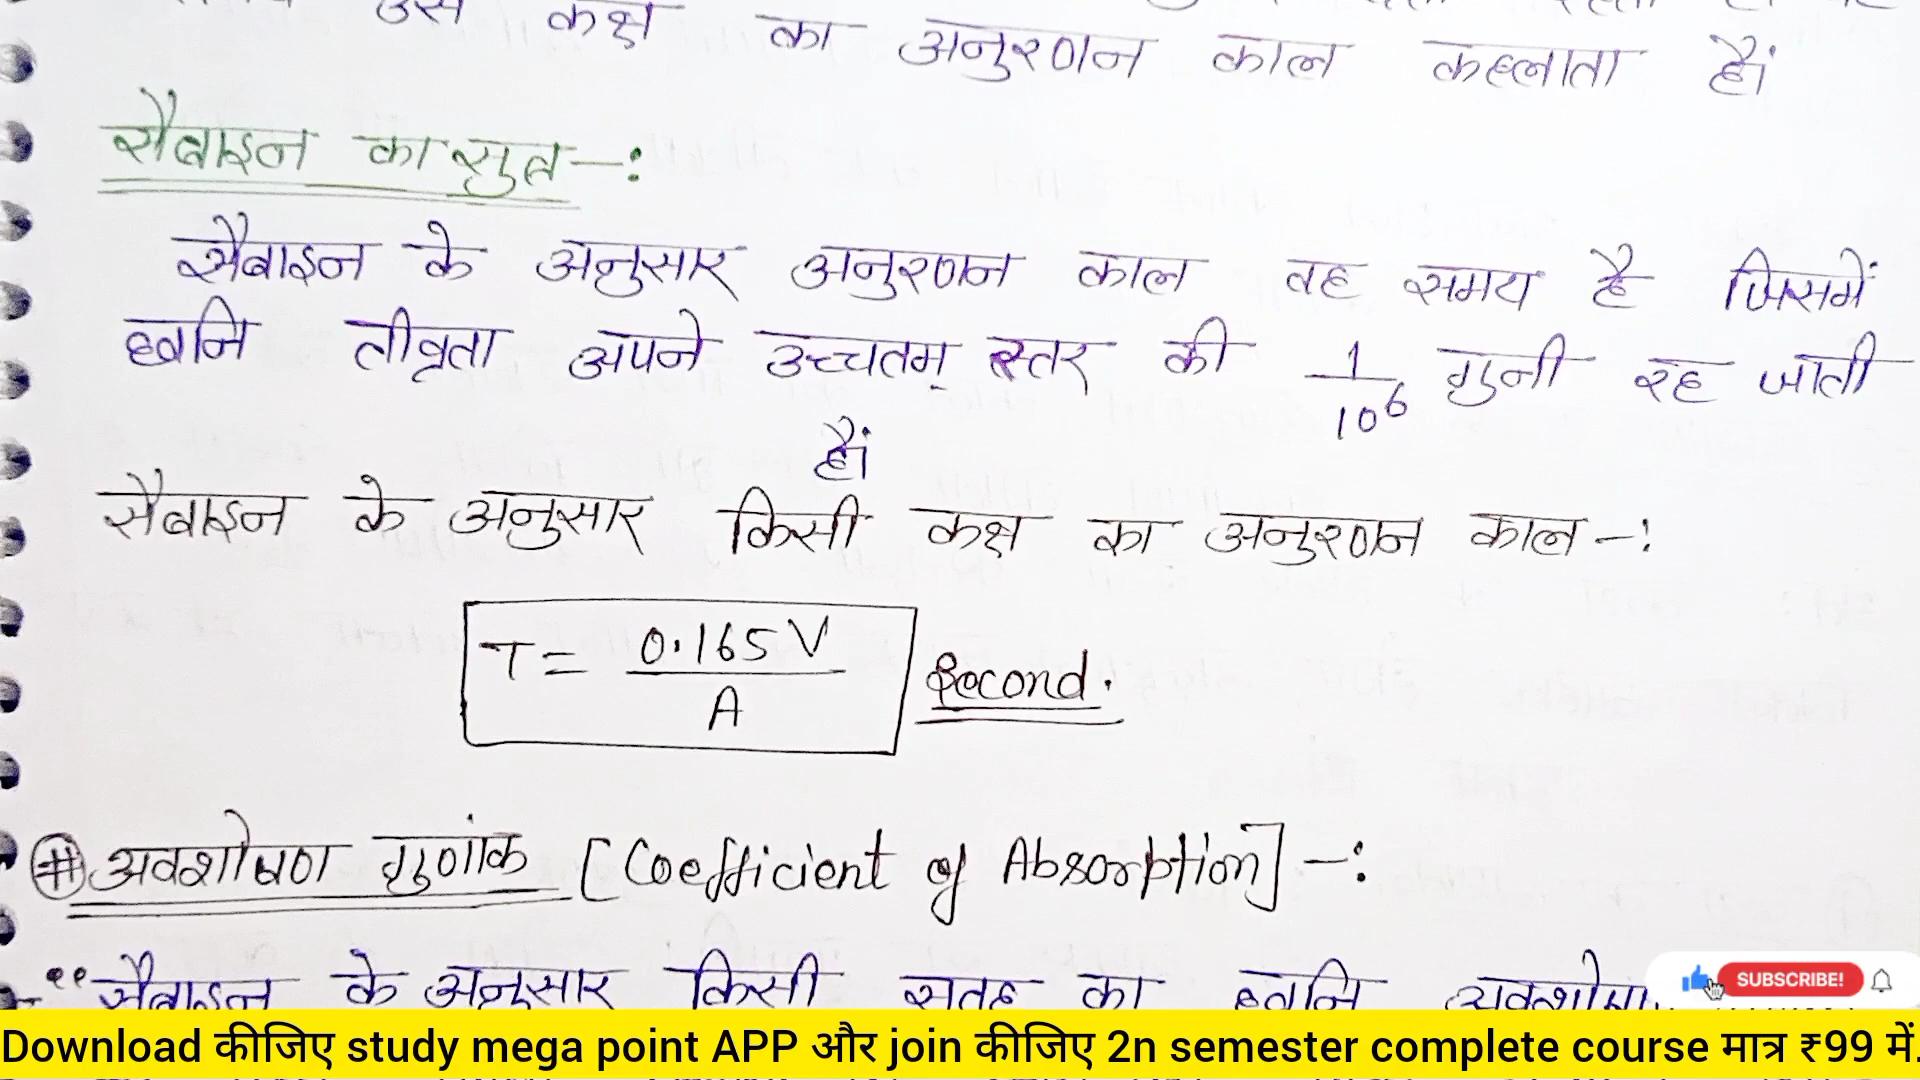 उस कक्ष का अनुरणन काल कहलाता है।
सैबाइन का सुत्र -:
सैबाइन के अनुसार अनुरणन काल वह समय है जिसमें
ध्वनि तीव्रता अपने उच्चतम् स्तर की 1/10⁶ गुनी रह जाती
है।
सैबाइन के अनुसार किसी कक्ष का अनुरणन काल -:
T = 0.165V/A Second.
# अवशोषण गुणांक [Coefficient of Absorption] -:
"सैबाइन के अनुसार किसी सतह का ध्वनि
SUBSCRIBE!
Download कीजिए study mega point APP और join कीजिए 2n semester complete course मात्र ₹99 में.